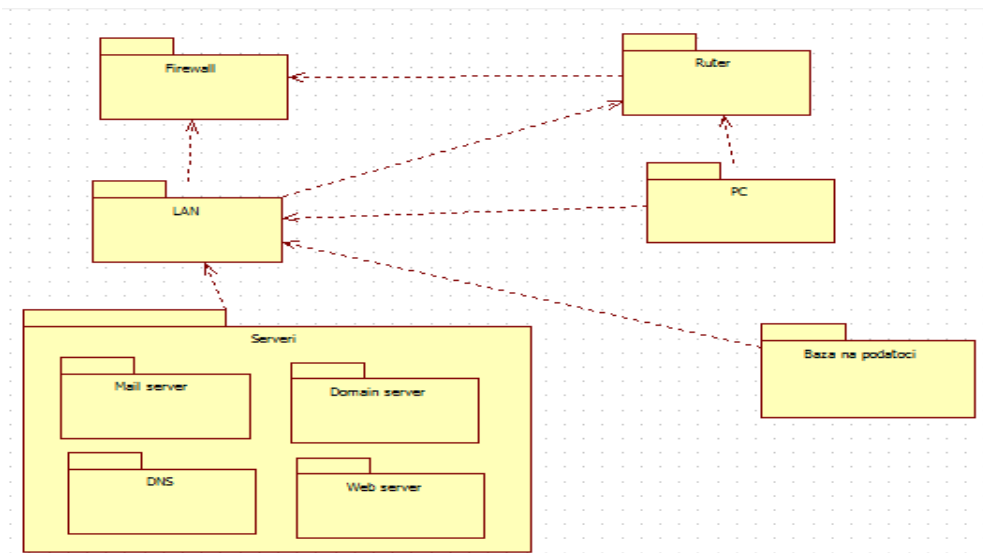 Firewall
Ruter
LAN
PC
Serveri
Mail server
Domain server
DNS
Web server
Baza na podatoci